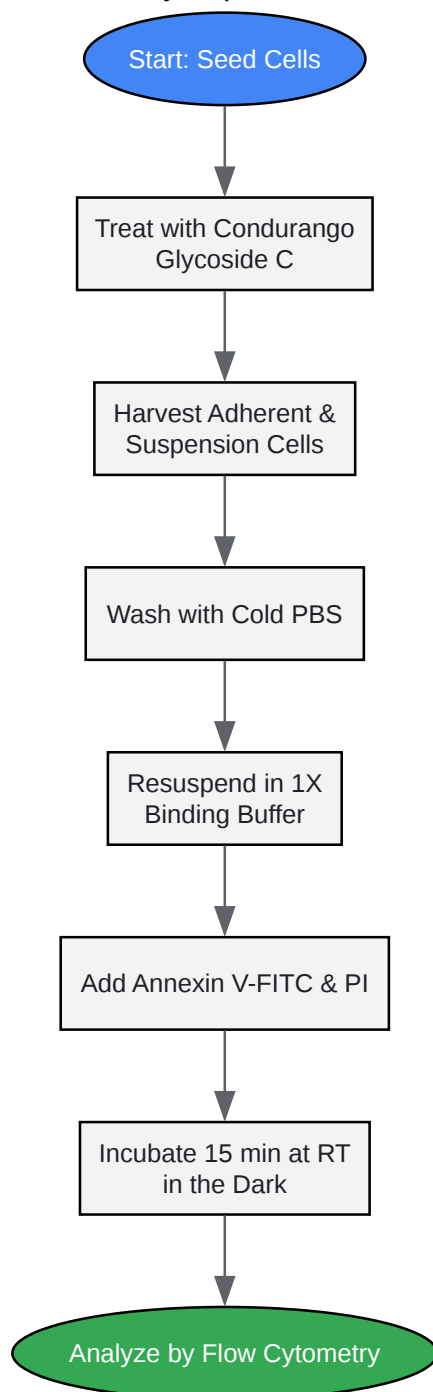 Start: Seed Cells
Treat with Condurango
Glycoside C
Harvest Adherent &
Suspension Cells
Wash with Cold PBS
Resuspend in 1X
Binding Buffer
Add Annexin V-FITC & PI
Incubate 15 min at RT
in the Dark
Analyze by Flow Cytometry